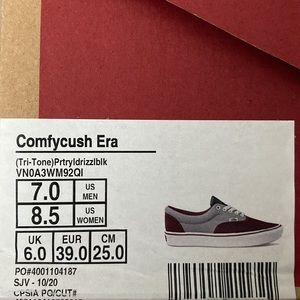 Comfycush Era
(Tri-Tone)Prtryldrizzlblk
VN0A3WM92QI
7.0 US MEN
8.5 US WOMEN
UK EUR CM
6.0 39.0 25.0
PO#4001104187
SJV - 10/20
CPSIA PO/CUT#